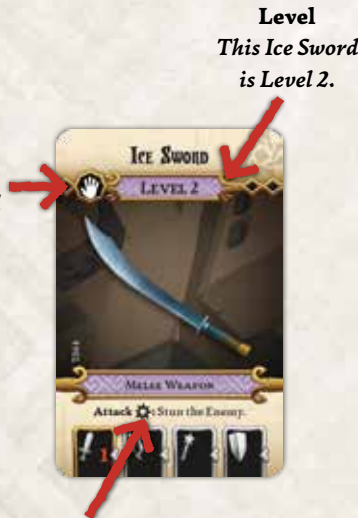 Level
This Ice Sword
is Level 2.
Ice Sword
Level 2
Melee Weapon
Attack : Stun the Enemy.
1